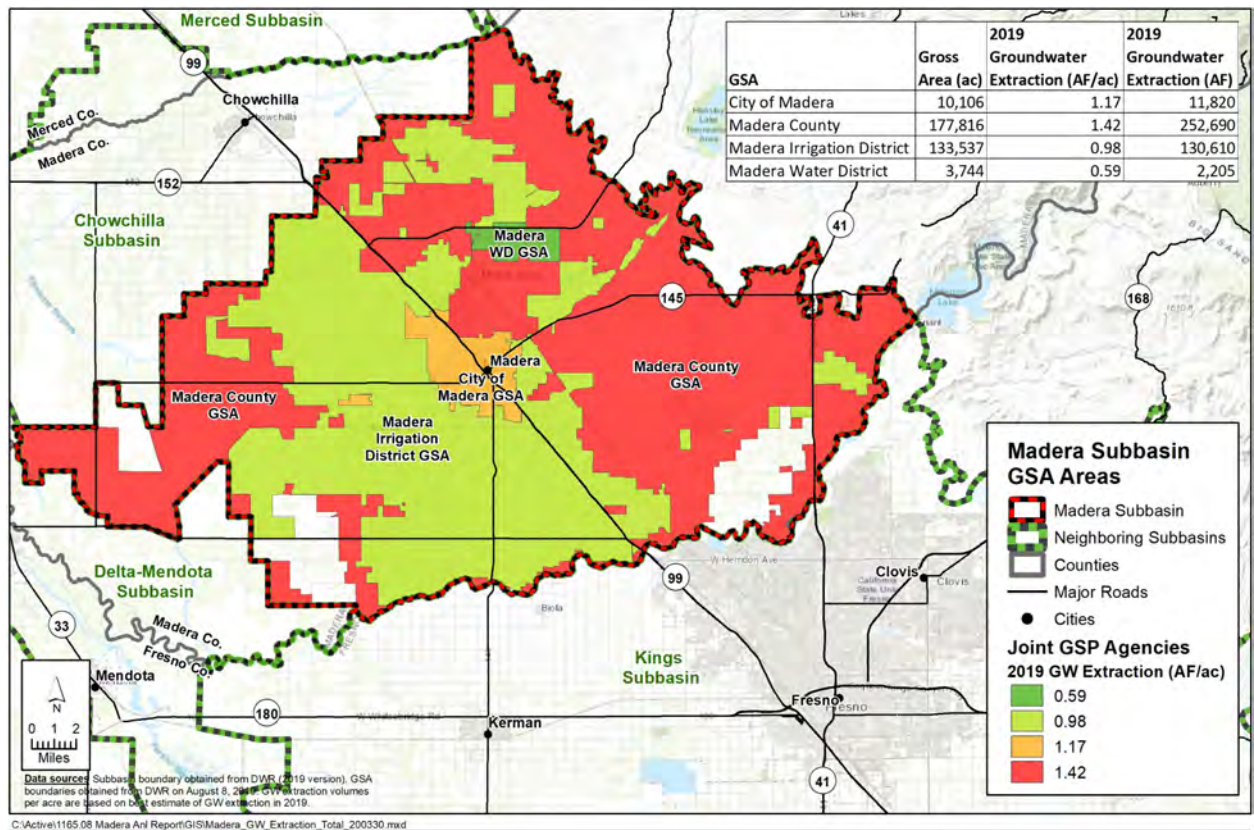 Merced Subbasin
99
Chowchilla
Merced Co.
Madera Co.
152
Chowchilla
Subbasin
GSA
Gross
Area (ac)
2019
Groundwater
Extraction (AF/ac)
2019
Groundwater
Extraction (AF)
City of Madera 10,106 1.17 11,820
Madera County 177,816 1.42 252,690
Madera Irrigation District 133,537 0.98 130,610
Madera Water District 3,744 0.59 2,205
Lakes
41
Madera
WD GSA
145
168
Madera
City of
Madera GSA
Madera County
GSA
Madera County
GSA
Madera
Irrigation
District GSA
Delta-Mendota
Subbasin
33
Madera Co.
Fresno Co.
Mendota
MADERA
Biola
W Herndon Ave
99
Clovis
Clovis
California
State Univ
Kings
Subbasin
Fresno
Fresno
180
Kerman
41
N
0 1 2
Miles
Madera Subbasin
GSA Areas
Madera Subbasin
Neighboring Subbasins
Counties
Major Roads
Cities
Joint GSP Agencies
2019 GW Extraction (AF/ac)
0.59
0.98
1.17
1.42
Data sources: Subbasin boundary obtained from DWR (2019 version). GSA
boundaries obtained from DWR on August 8, 2019. GW extraction volumes
per acre are based on best estimate of GW extraction in 2019.
C:\Active\1165.08 Madera Anl Report\GIS\Madera_GW_Extraction_Total_200330.mxd